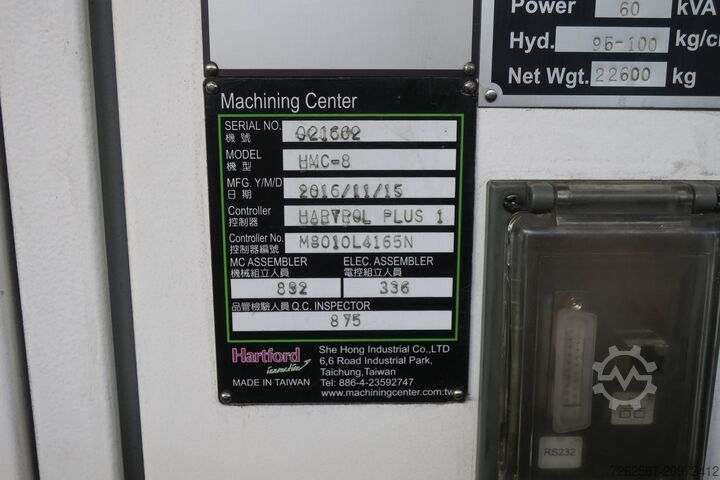 Power 60 kVA
Hyd. 95-100 kg/c
Net Wgt. 22600 kg
Machining Center
SERIAL NO. 021662
機號
MODEL HMC-8
機型
MFG. Y/M/D 2016/11/15
日期
Controller HARTROL PLUS 1
控制器
Controller No. M8010L4165N
控制器編號
MC ASSEMBLER ELEC. ASSEMBLER
機械組立人員 電控組立人員
892 336
品管檢驗人員 Q.C. INSPECTOR
875
Hartford
innovation
MADE IN TAIWAN
She Hong Industrial Co.,LTD
6,6 Road Industrial Park,
Taichung,Taiwan
Tel: 886-4-23592747
www.machiningcenter.com.tw
RS232
7262567-20972412